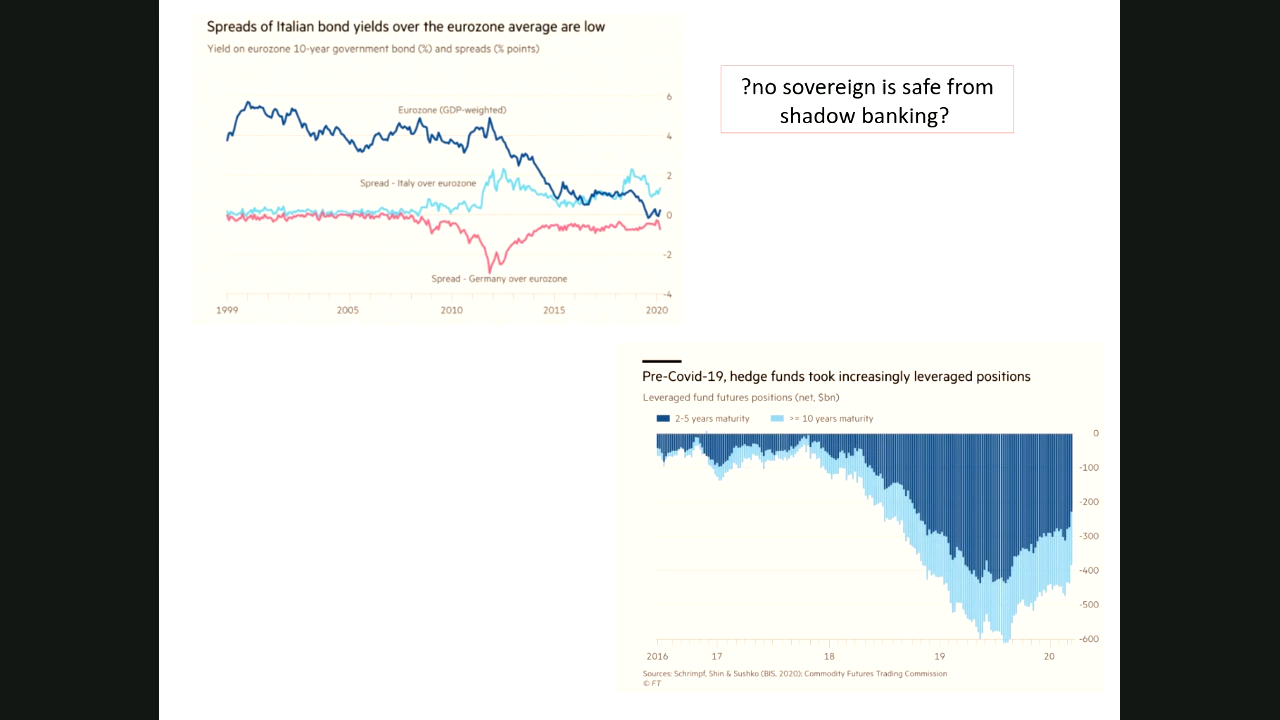 Spreads of Italian bond yields over the eurozone average are low
Yield on eurozone 10-year government bond (%) and spreads (% points)
6
Eurozone (GDP-weighted)
4
Spread - Italy over eurozone
2
0
-2
Spread - Germany over eurozone
-4
1999 2005 2010 2015 2020
?no sovereign is safe from
shadow banking?
Pre-Covid-19, hedge funds took increasingly leveraged positions
Leveraged fund futures positions (net, $bn)
2-5 years maturity >= 10 years maturity
0
-100
-200
-300
-400
-500
-600
2016 17 18 19 20
Sources: Schrimpf, Shin & Sushko (BIS, 2020); Commodity Futures Trading Commission
© FT